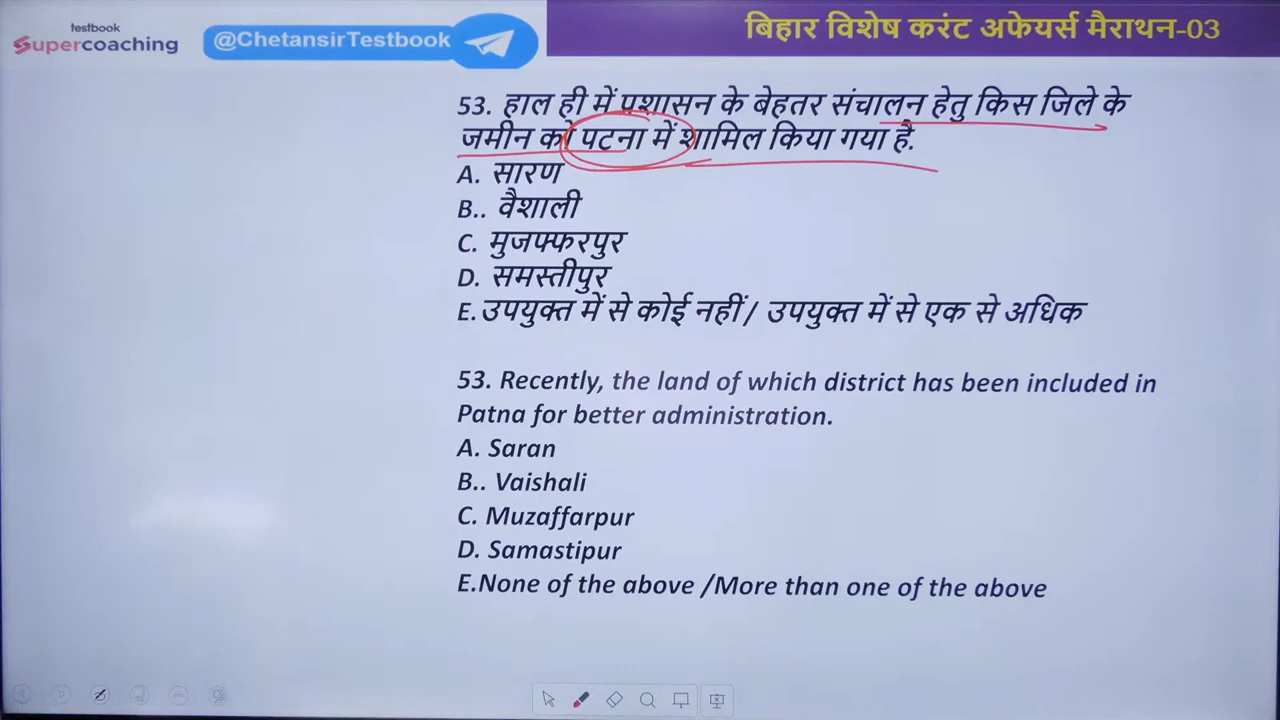 testbook
Supercoaching
@ChetansirTestbook
बिहार विशेष करंट अफेयर्स मैराथन-03
53. हाल ही में प्रशासन के बेहतर संचालन हेतु किस जिले के
जमीन को पटना में शामिल किया गया है.
A. सारण
B.. वैशाली
C. मुजफ्फरपुर
D. समस्तीपुर
E. उपयुक्त में से कोई नहीं/ उपयुक्त में से एक से अधिक
53. Recently, the land of which district has been included in
Patna for better administration.
A. Saran
B.. Vaishali
C. Muzaffarpur
D. Samastipur
E.None of the above /More than one of the above